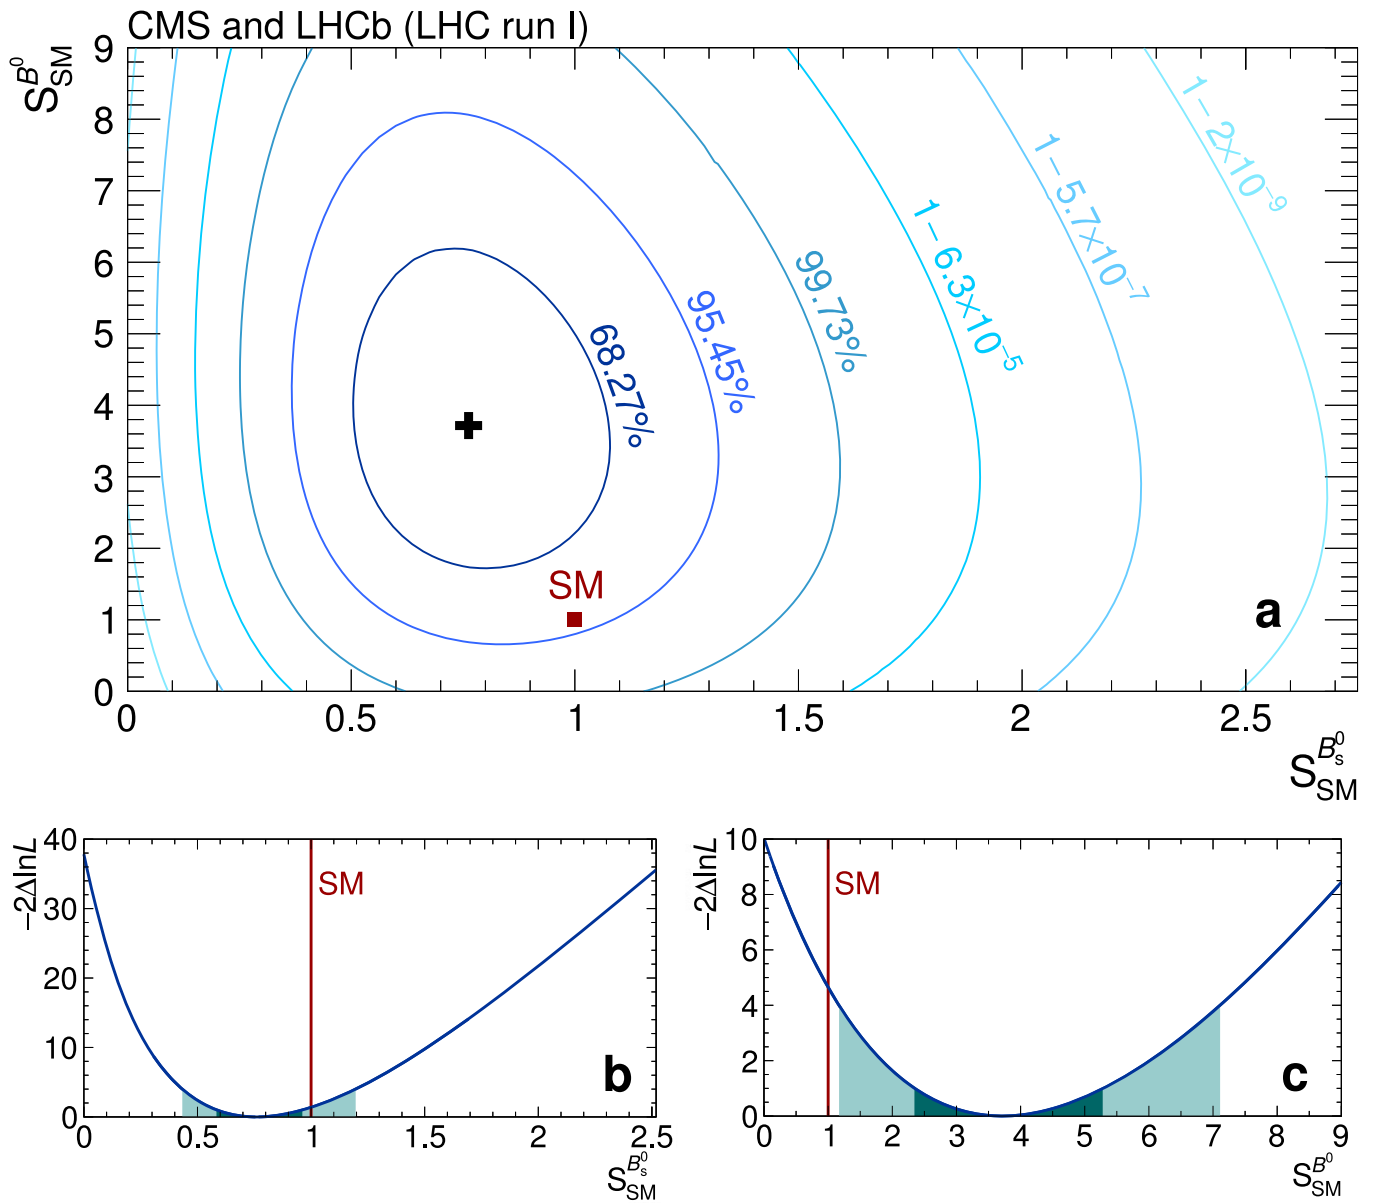 CMS and LHCb (LHC run I)
S_SM^B^0
9
8
7
6
5
4
3
2
1
0
68.27%
95.45%
99.73%
1−6.3×10⁻⁵
1−5.7×10⁻⁷
1−2×10⁻⁹
SM
a
0 0.5 1 1.5 2 2.5
S_SM^B_s^0
−2ΔlnL
40
30
20
10
0
SM
b
0 0.5 1 1.5 2 2.5
S_SM^B_s^0
−2ΔlnL
10
8
6
4
2
0
SM
c
0 1 2 3 4 5 6 7 8 9
S_SM^B^0